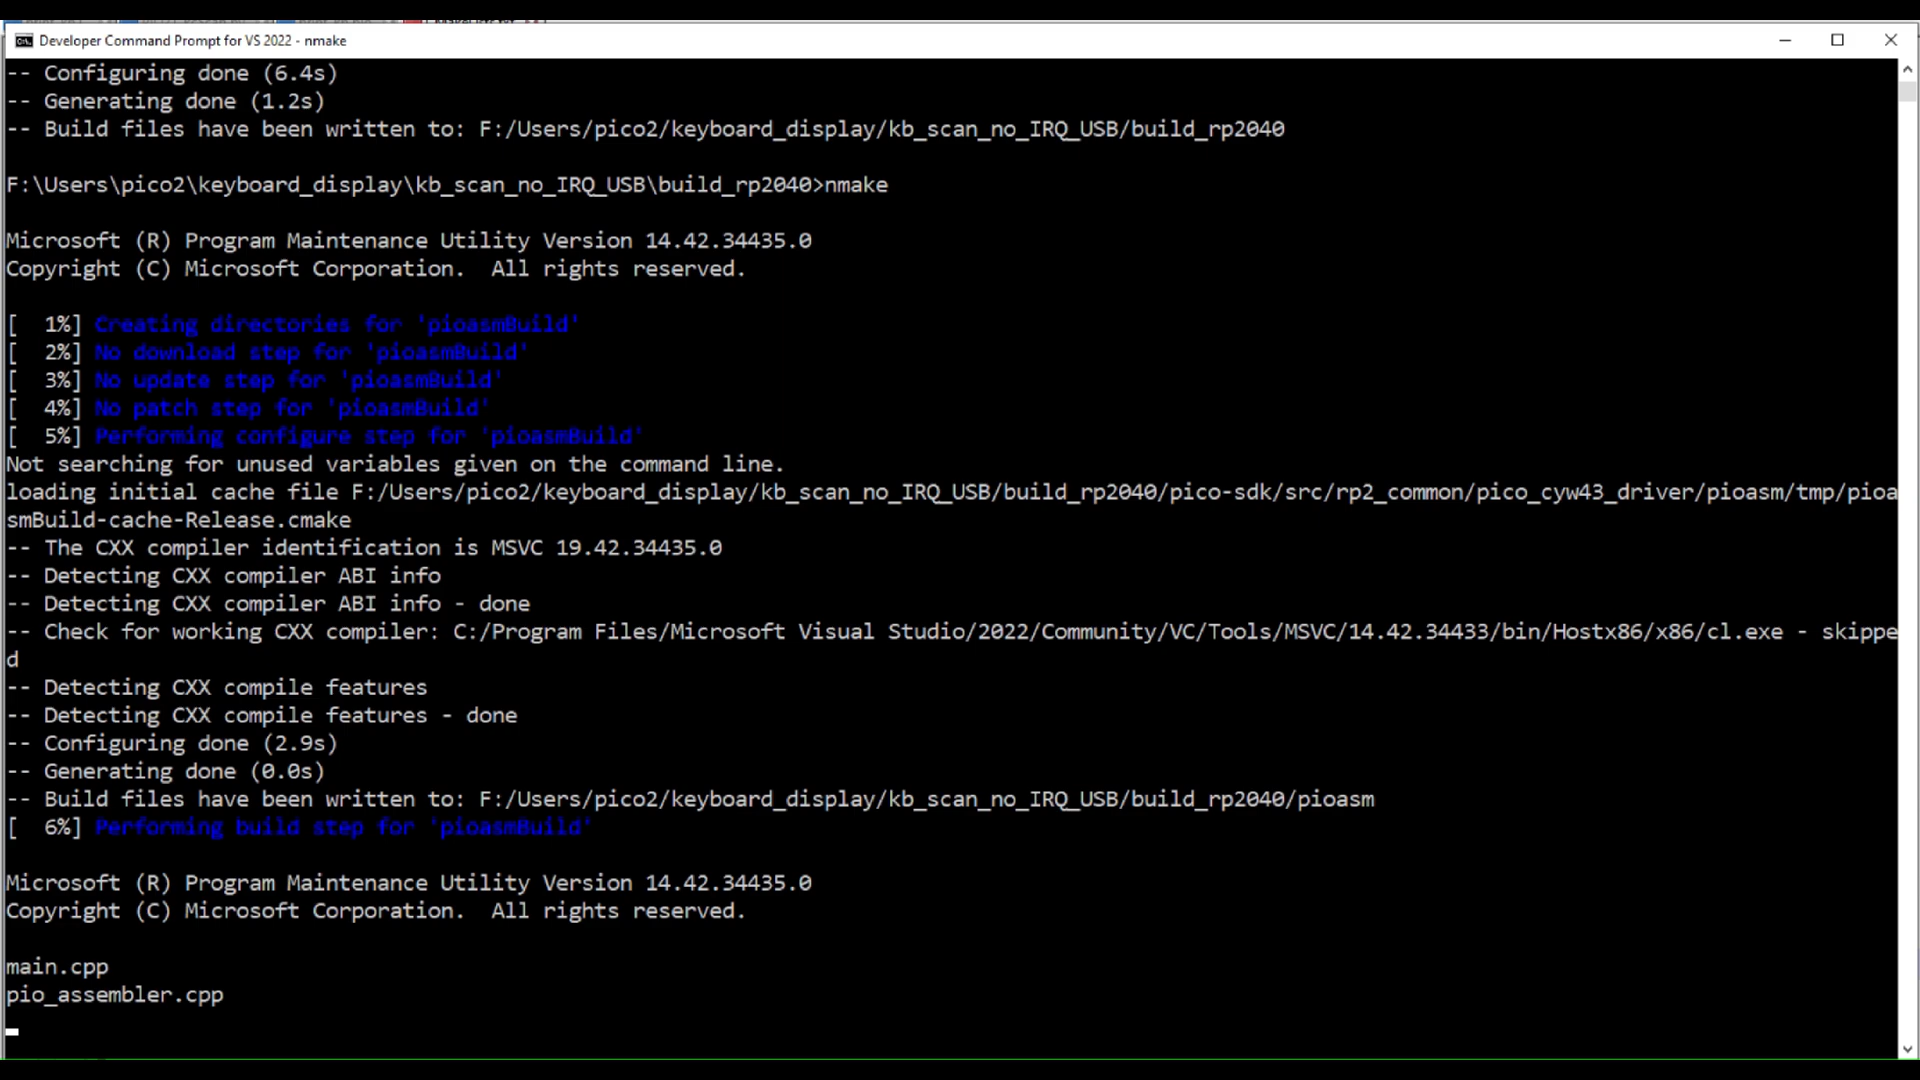 Developer Command Prompt for VS 2022 - nmake
-- Configuring done (6.4s)
-- Generating done (1.2s)
-- Build files have been written to: F:/Users/pico2/keyboard_display/kb_scan_no_IRQ_USB/build_rp2040
F:\Users\pico2\keyboard_display\kb_scan_no_IRQ_USB\build_rp2040>nmake
Microsoft (R) Program Maintenance Utility Version 14.42.34435.0
Copyright (C) Microsoft Corporation.  All rights reserved.
[  1%] Creating directories for 'pioasmBuild'
[  2%] No download step for 'pioasmBuild'
[  3%] No update step for 'pioasmBuild'
[  4%] No patch step for 'pioasmBuild'
[  5%] Performing configure step for 'pioasmBuild'
Not searching for unused variables given on the command line.
loading initial cache file F:/Users/pico2/keyboard_display/kb_scan_no_IRQ_USB/build_rp2040/pico-sdk/src/rp2_common/pico_cyw43_driver/pioasm/tmp/pioa
smBuild-cache-Release.cmake
-- The CXX compiler identification is MSVC 19.42.34435.0
-- Detecting CXX compiler ABI info
-- Detecting CXX compiler ABI info - done
-- Check for working CXX compiler: C:/Program Files/Microsoft Visual Studio/2022/Community/VC/Tools/MSVC/14.42.34433/bin/Hostx86/x86/cl.exe - skippe
d
-- Detecting CXX compile features
-- Detecting CXX compile features - done
-- Configuring done (2.9s)
-- Generating done (0.0s)
-- Build files have been written to: F:/Users/pico2/keyboard_display/kb_scan_no_IRQ_USB/build_rp2040/pioasm
[  6%] Performing build step for 'pioasmBuild'
Microsoft (R) Program Maintenance Utility Version 14.42.34435.0
Copyright (C) Microsoft Corporation.  All rights reserved.
main.cpp
pio_assembler.cpp